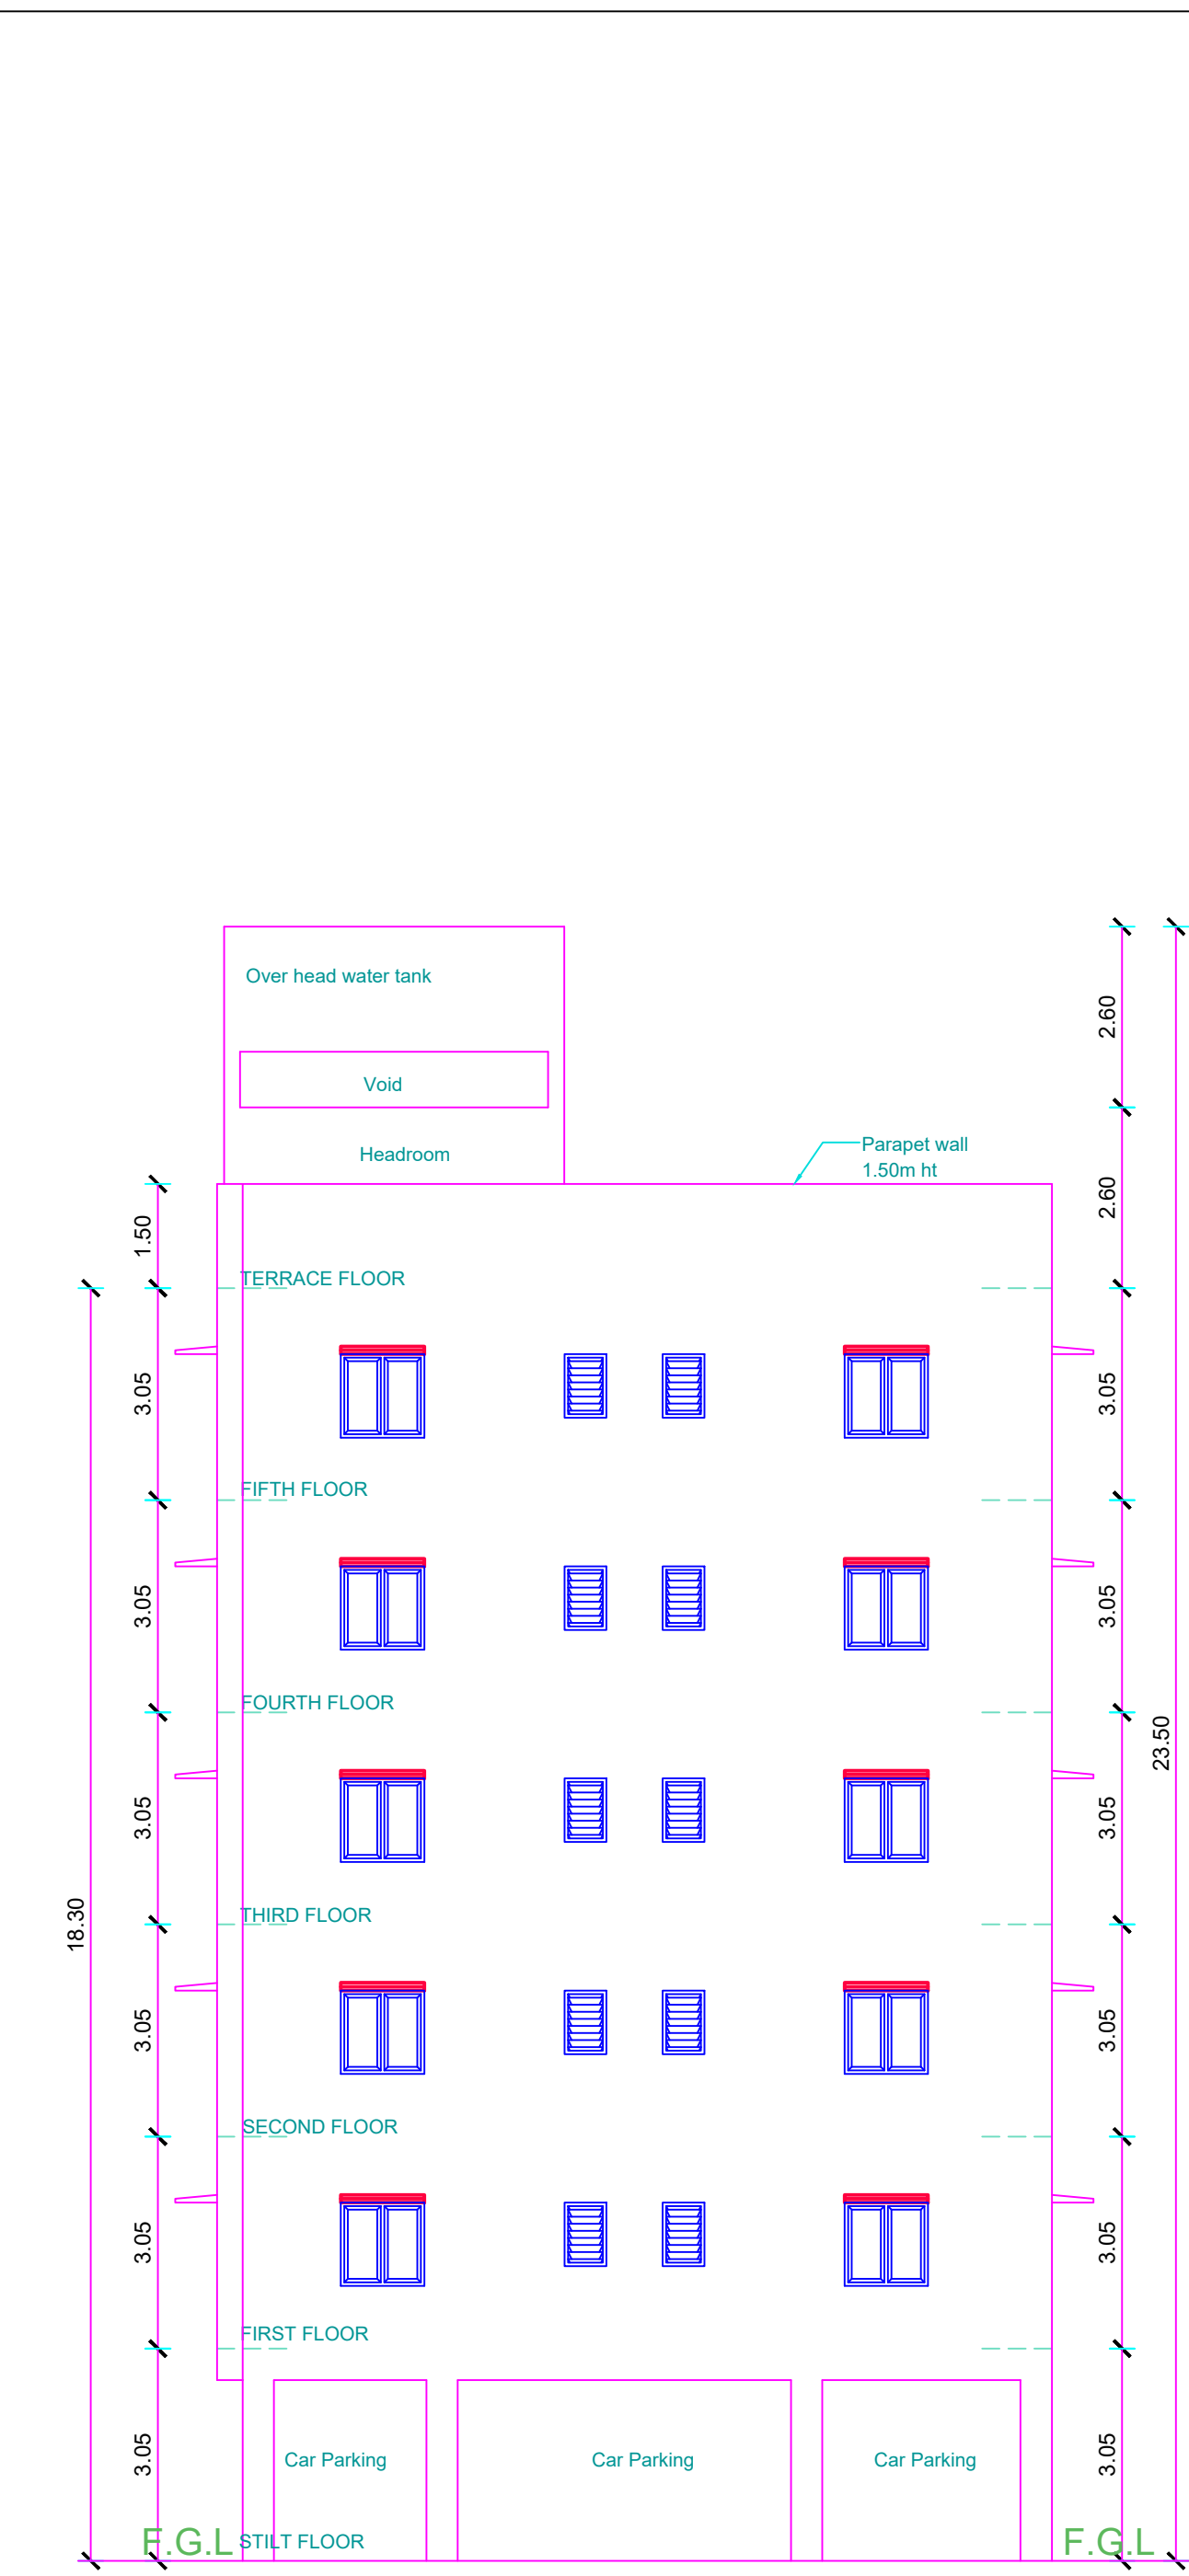 Over head water tank
2.60
Void
Parapet wall
1.50m ht
Headroom
2.60
1.50
TERRACE FLOOR
3.05
3.05
FIFTH FLOOR
3.05
3.05
FOURTH FLOOR
23.50
3.05
3.05
THIRD FLOOR
18.30
3.05
3.05
SECOND FLOOR
3.05
3.05
FIRST FLOOR
3.05
Car Parking
Car Parking
Car Parking
3.05
F.G.L
STILT FLOOR
F.G.L